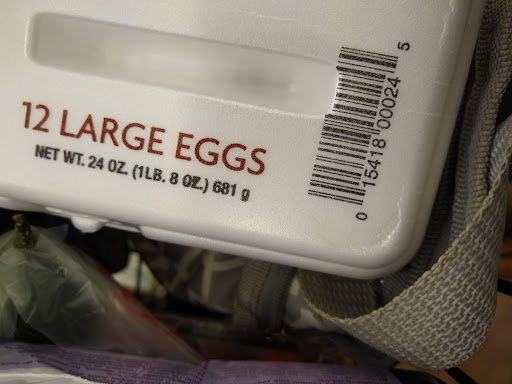 12 LARGE EGGS
NET WT. 24 OZ. (1LB. 8 OZ.) 681 g
0 15418 00024 5